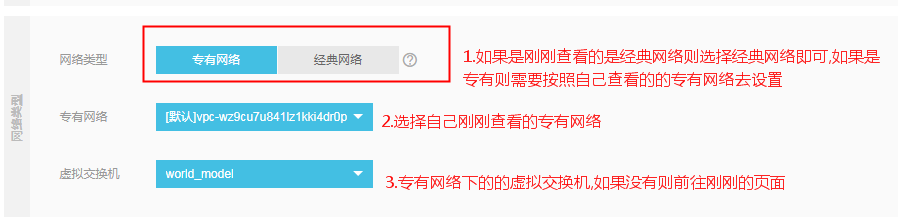 网络类型
专有网络
经典网络
?
1.如果是刚刚查看的是经典网络则选择经典网络即可,如果是
专有则需要按照自己查看的的专有网络去设置
网络类型
专有网络
[默认]vpc-wz9cu7u841lz1kki4dr0p
2.选择自己刚刚查看的专有网络
虚拟交换机
world_model
3.专有网络下的的虚拟交换机,如果没有则前往刚刚的页面